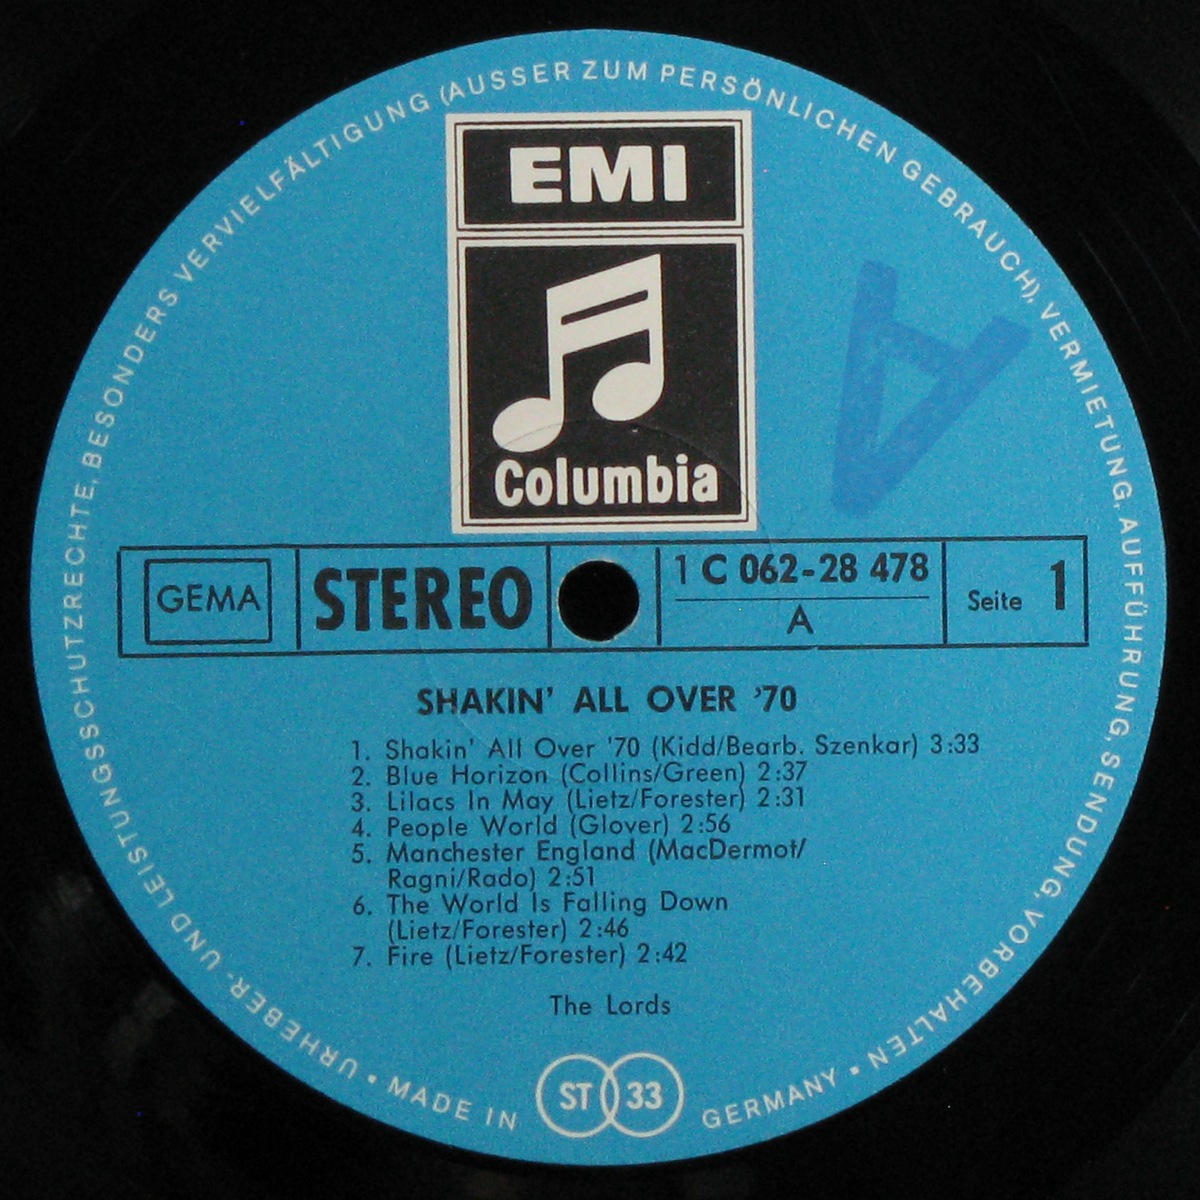 URHEBER- UND LEISTUNGSSCHUTZRECHTE, BESONDERS VERVIELFÄLTIGUNG (AUSSER ZUM PERSÖNLICHEN GEBRAUCH), VERMIETUNG, AUFFÜHRUNG, SENDUNG, VORBEHALTEN •
EMI
Columbia
A
GEMA
STEREO
1 C 062-28 478
A
Seite 1
SHAKIN' ALL OVER '70
1. Shakin' All Over '70 (Kidd/Bearb. Szenkar) 3:33
2. Blue Horizon (Collins/Green) 2:37
3. Lilacs In May (Lietz/Forester) 2:31
4. People World (Glover) 2:56
5. Manchester England (MacDermot/
Ragni/Rado) 2:51
6. The World Is Falling Down
(Lietz/Forester) 2:46
7. Fire (Lietz/Forester) 2:42
The Lords
• MADE IN GERMANY
ST 33